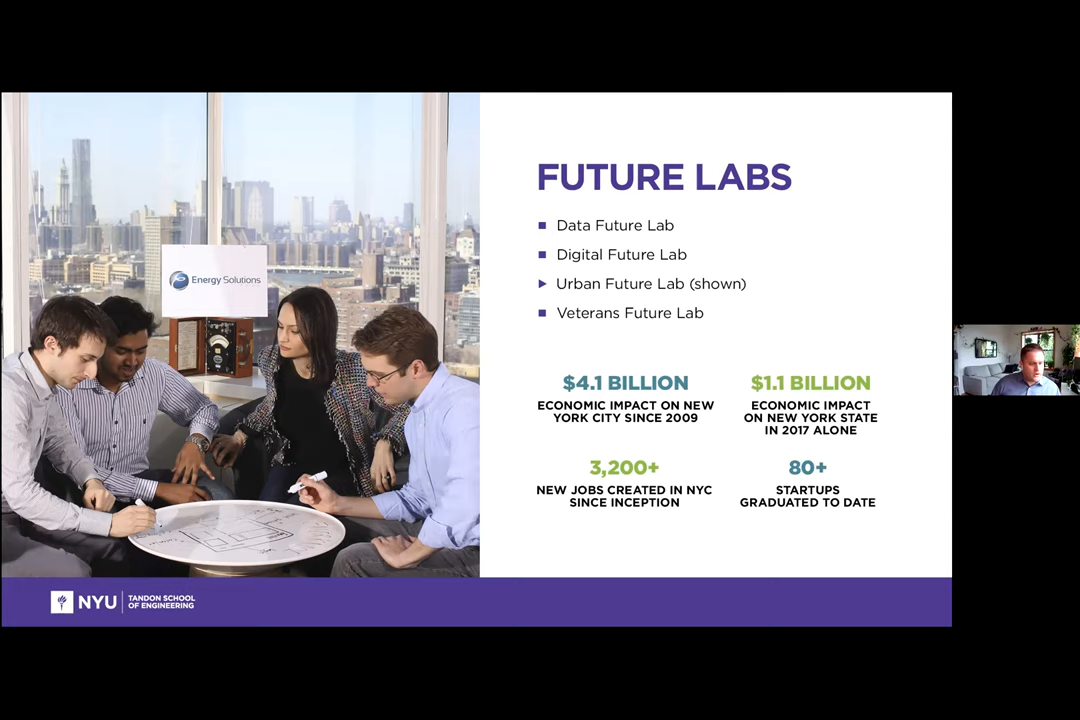 Energy Solutions
FUTURE LABS
Data Future Lab
Digital Future Lab
Urban Future Lab (shown)
Veterans Future Lab
$4.1 BILLION
ECONOMIC IMPACT ON NEW
YORK CITY SINCE 2009
$1.1 BILLION
ECONOMIC IMPACT
ON NEW YORK STATE
IN 2017 ALONE
3,200+
NEW JOBS CREATED IN NYC
SINCE INCEPTION
80+
STARTUPS
GRADUATED TO DATE
NYU
TANDON SCHOOL
OF ENGINEERING